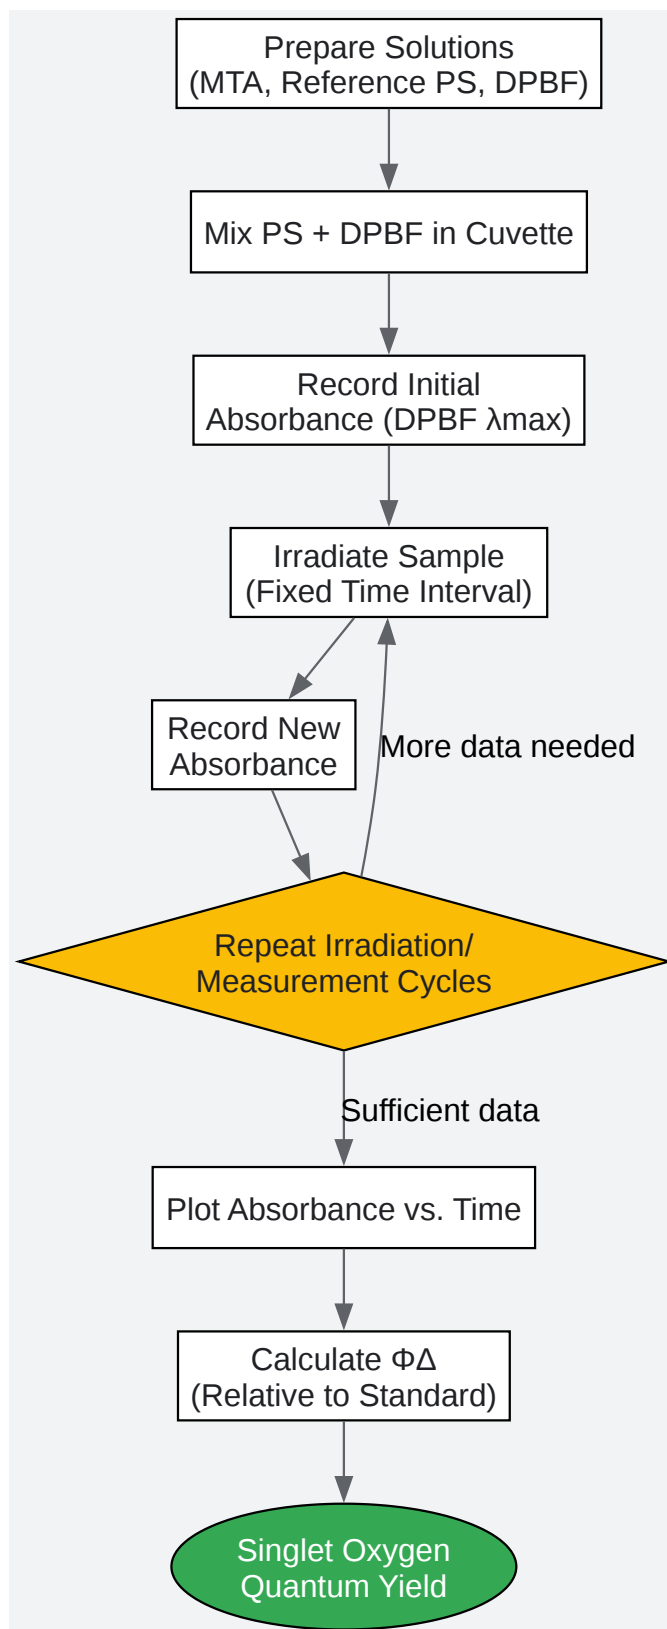 Prepare Solutions
(MTA, Reference PS, DPBF)
Mix PS + DPBF in Cuvette
Record Initial
Absorbance (DPBF λmax)
Irradiate Sample
(Fixed Time Interval)
Record New
Absorbance
More data needed
Repeat Irradiation/
Measurement Cycles
Sufficient data
Plot Absorbance vs. Time
Calculate ΦΔ
(Relative to Standard)
Singlet Oxygen
Quantum Yield